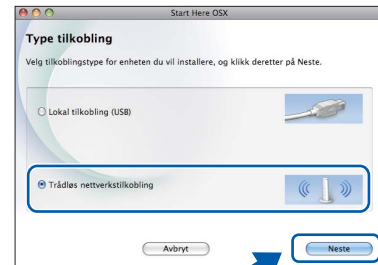 Start Here OSX
Type tilkobling
Velg tilkoblingstype for enheten du vil installere, og klikk deretter på Neste.
Lokal tilkobling (USB)
Trådløs nettverkstilkobling
Avbryt
Neste